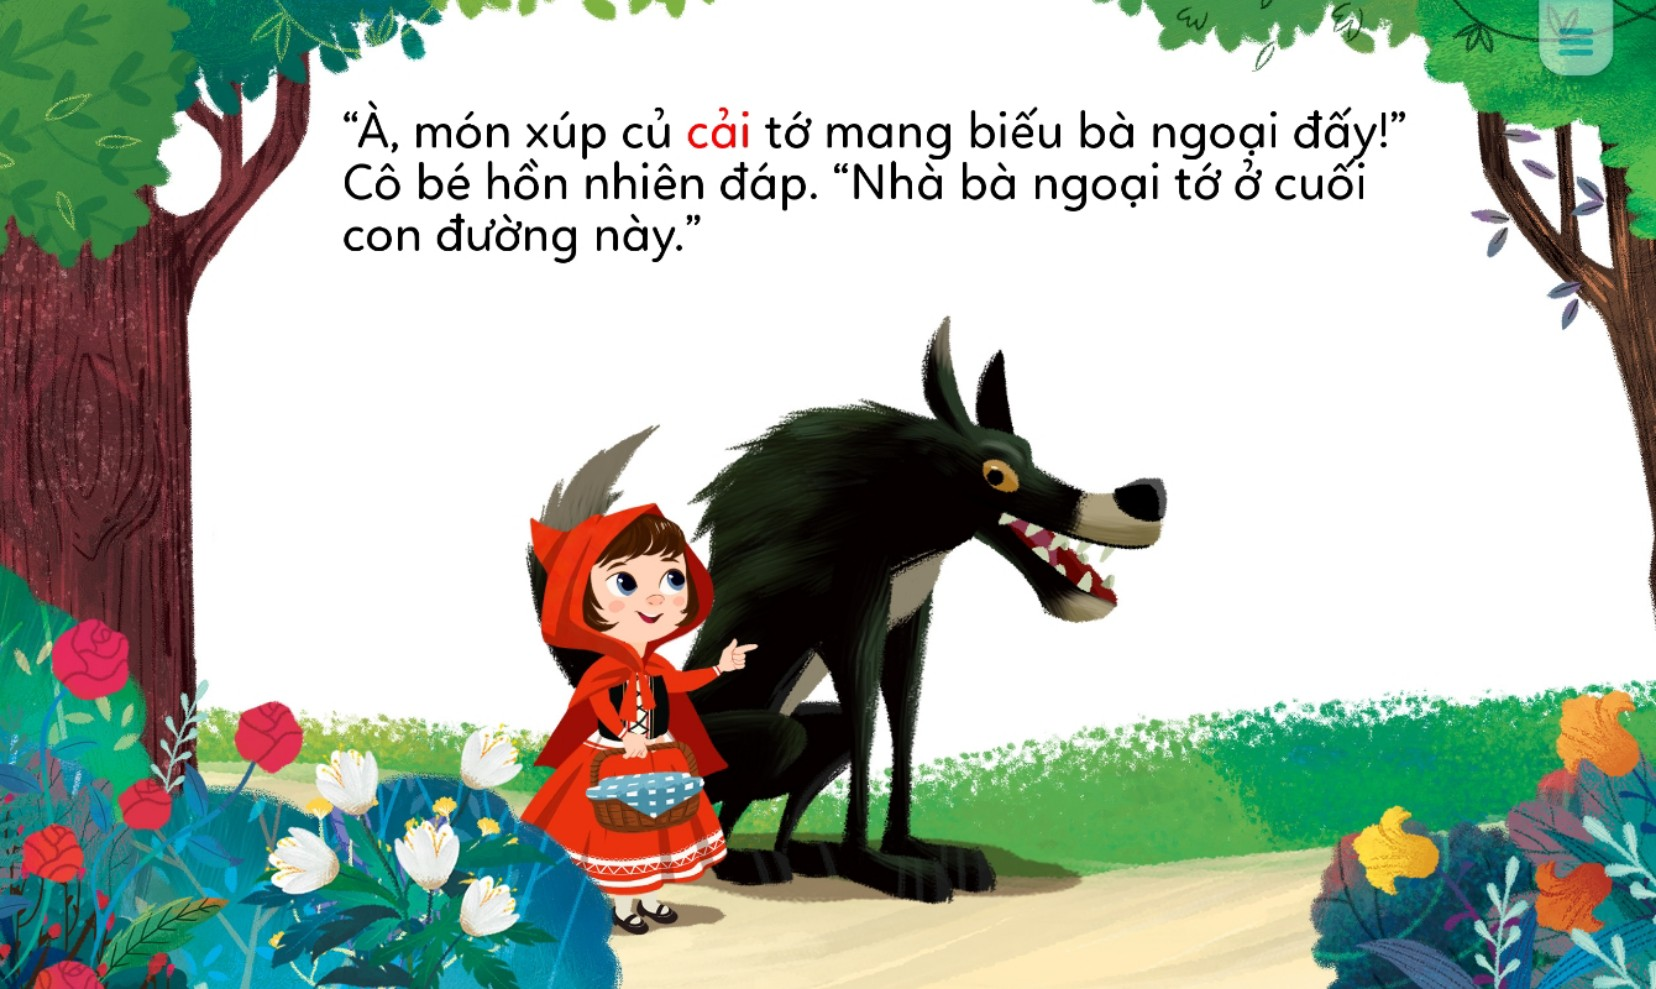 “À, món xúp củ cải tớ mang biếu bà ngoại đấy!”
Cô bé hồn nhiên đáp. “Nhà bà ngoại tớ ở cuối
con đường này.”